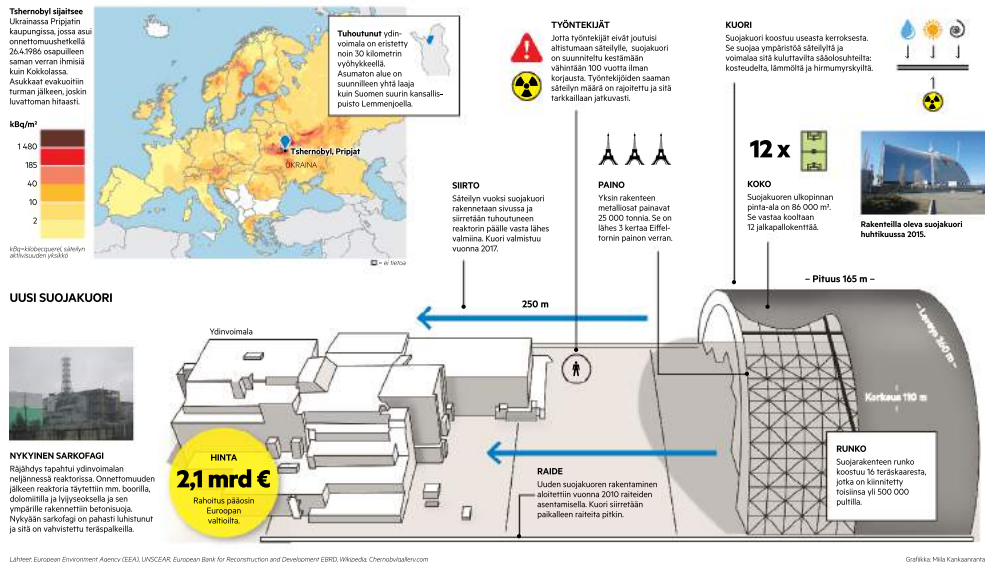 Tshernobyl sijaitsee
Ukrainassa Pripjatin
kaupungissa, jossa asui
onnettomuushetkellä
26.4.1986 osapuilleen
saman verran ihmisiä
kuin Kokkolassa.
Asukkaat evakuoitiin
turman jälkeen, joskin
luvattoman hitaasti.
kBq/m²
1 480
185
40
10
2
kBq=kilobecquerel, säteilyn
aktiivisuuden yksikkö
Tshernobyl, Pripjat
UKRAINA
= ei tietoa
Tuhoutunut ydin-
voimala on eristetty
noin 30 kilometrin
vyöhykkeellä.
Asumaton alue on
suunnilleen yhtä laaja
kuin Suomen suurin kansallis-
puisto Lemmenjoella.
TYÖNTEKIJÄT
Jotta työntekijät eivät joutuisi
altistumaan säteilylle, suojakuori
on suunniteltu kestämään
vähintään 100 vuotta ilman
korjausta. Työntekijöiden saaman
säteilyn määrä on rajoitettu ja sitä
tarkkaillaan jatkuvasti.
KUORI
Suojakuori koostuu useasta kerroksesta.
Se suojaa ympäristöä säteilyltä ja
voimalaa sitä kuluttavilta sääolosuhteilta:
kosteudelta, lämmöltä ja hirmumyrskyiltä.
SIIRTO
Säteilyn vuoksi suojakuori
rakennetaan sivussa ja
siirretään tuhoutuneen
reaktorin päälle vasta lähes
valmiina. Kuori valmistuu
vuonna 2017.
PAINO
Yksin rakenteen
metalliosat painavat
25 000 tonnia. Se on
lähes 3 kertaa Eiffel-
tornin painon verran.
12 x
KOKO
Suojakuoren ulkopinnan
pinta-ala on 86 000 m².
Se vastaa kooltaan
12 jalkapallokenttää.
Rakenteilla oleva suojakuori
huhtikuussa 2015.
UUSI SUOJAKUORI
Ydinvoimala
250 m
– Pituus 165 m –
– Leveys 260 m –
Korkeus 110 m
NYKYINEN SARKOFAGI
Räjähdys tapahtui ydinvoimalan
neljännessä reaktorissa. Onnettomuuden
jälkeen reaktoria täytettiin mm. boorilla,
dolomiitilla ja lyijyseoksella ja sen
ympärille rakennettiin betonisuoja.
Nykyään sarkofagi on pahasti luhistunut
ja sitä on vahvistettu teräspalkeilla.
HINTA
2,1 mrd €
Rahoitus pääosin
Euroopan
valtioilta.
RAIDE
Uuden suojakuoren rakentaminen
aloitettiin vuonna 2010 raiteiden
asentamisella. Kuori siirretään
paikalleen raiteita pitkin.
RUNKO
Suojarakenteen runko
koostuu 16 teräskaaresta,
jotka on kiinnitetty
toisiinsa yli 500 000
pultilla.
Lähteet: European Environment Agency (EEA), UNSCEAR, European Bank for Reconstruction and Development EBRD, Wikipedia, Chernobylgallery.com
Grafiikka: Miila Kankaanranta